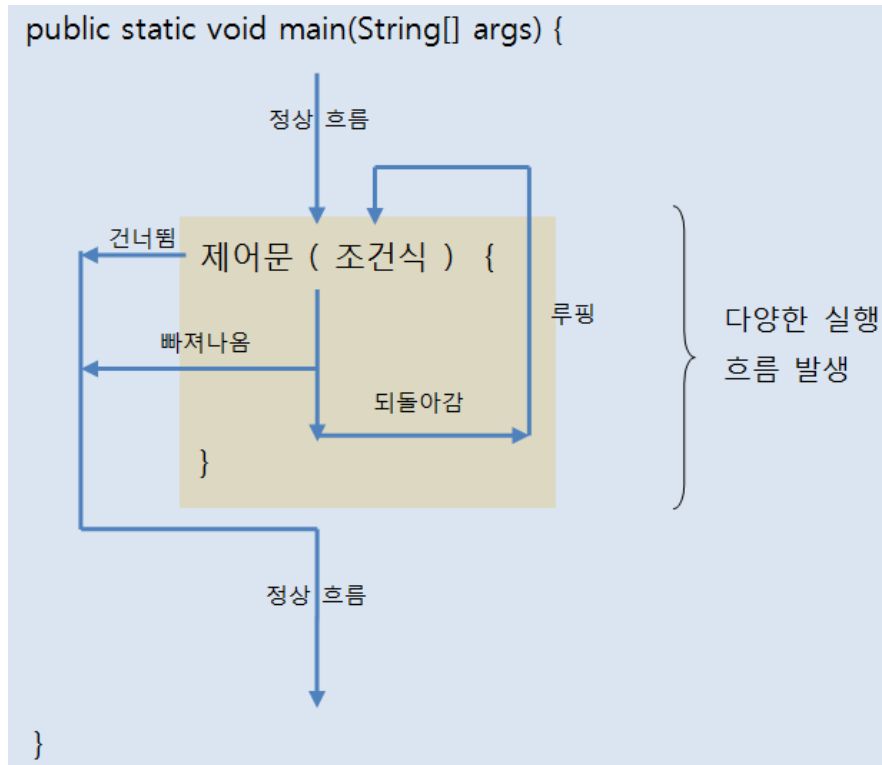 public static void main(String[] args) {
정상 흐름
건너뜀
제어문 ( 조건식 ) {
루핑
다양한 실행
흐름 발생
빠져나옴
되돌아감
}
정상 흐름
}